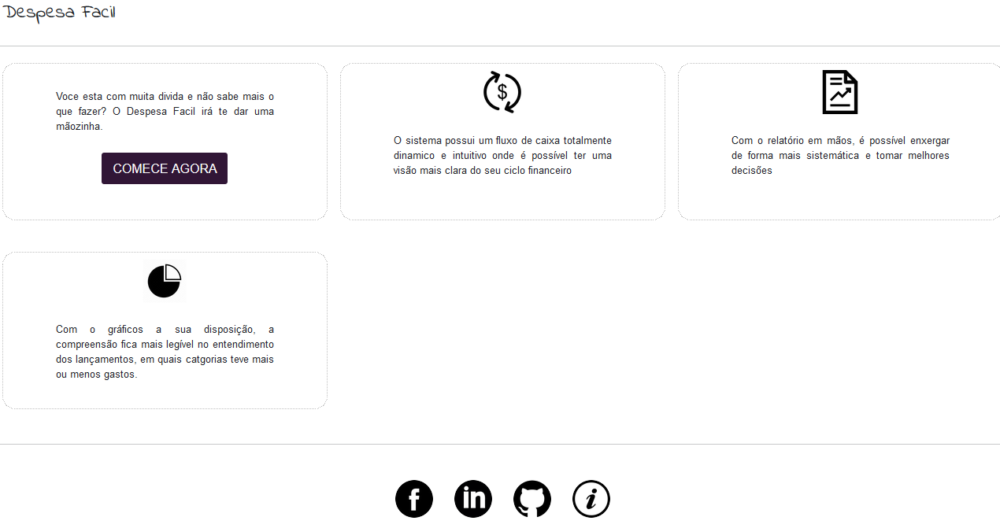 Despesa Facil
Voce esta com muita divida e não sabe mais o
que fazer? O Despesa Facil irá te dar uma
mãozinha.
COMECE AGORA
$
O sistema possui um fluxo de caixa totalmente
dinamico e intuitivo onde é possível ter uma
visão mais clara do seu ciclo financeiro
Com o relatório em mãos, é possível enxergar
de forma mais sistemática e tomar melhores
decisões
Com o gráficos a sua disposição, a
compreensão fica mais legível no entendimento
dos lançamentos, em quais catgorias teve mais
ou menos gastos.
f
in
i